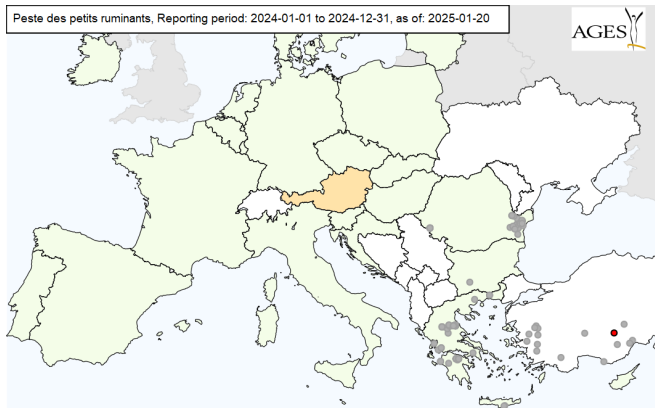 Peste des petits ruminants, Reporting period: 2024-01-01 to 2024-12-31, as of: 2025-01-20
AGES